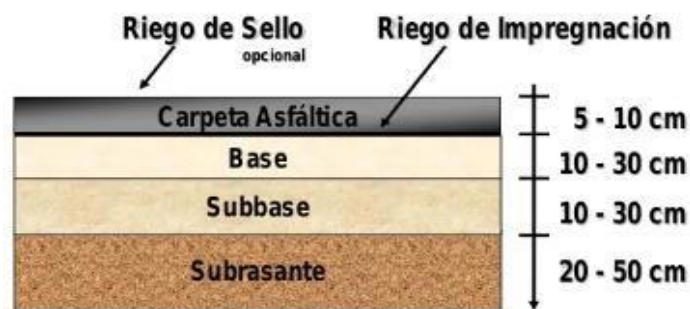 Riego de Sello
opcional
Riego de Impregnación
Carpeta Asfáltica
5 - 10 cm
Base
10 - 30 cm
Subbase
10 - 30 cm
Subrasante
20 - 50 cm